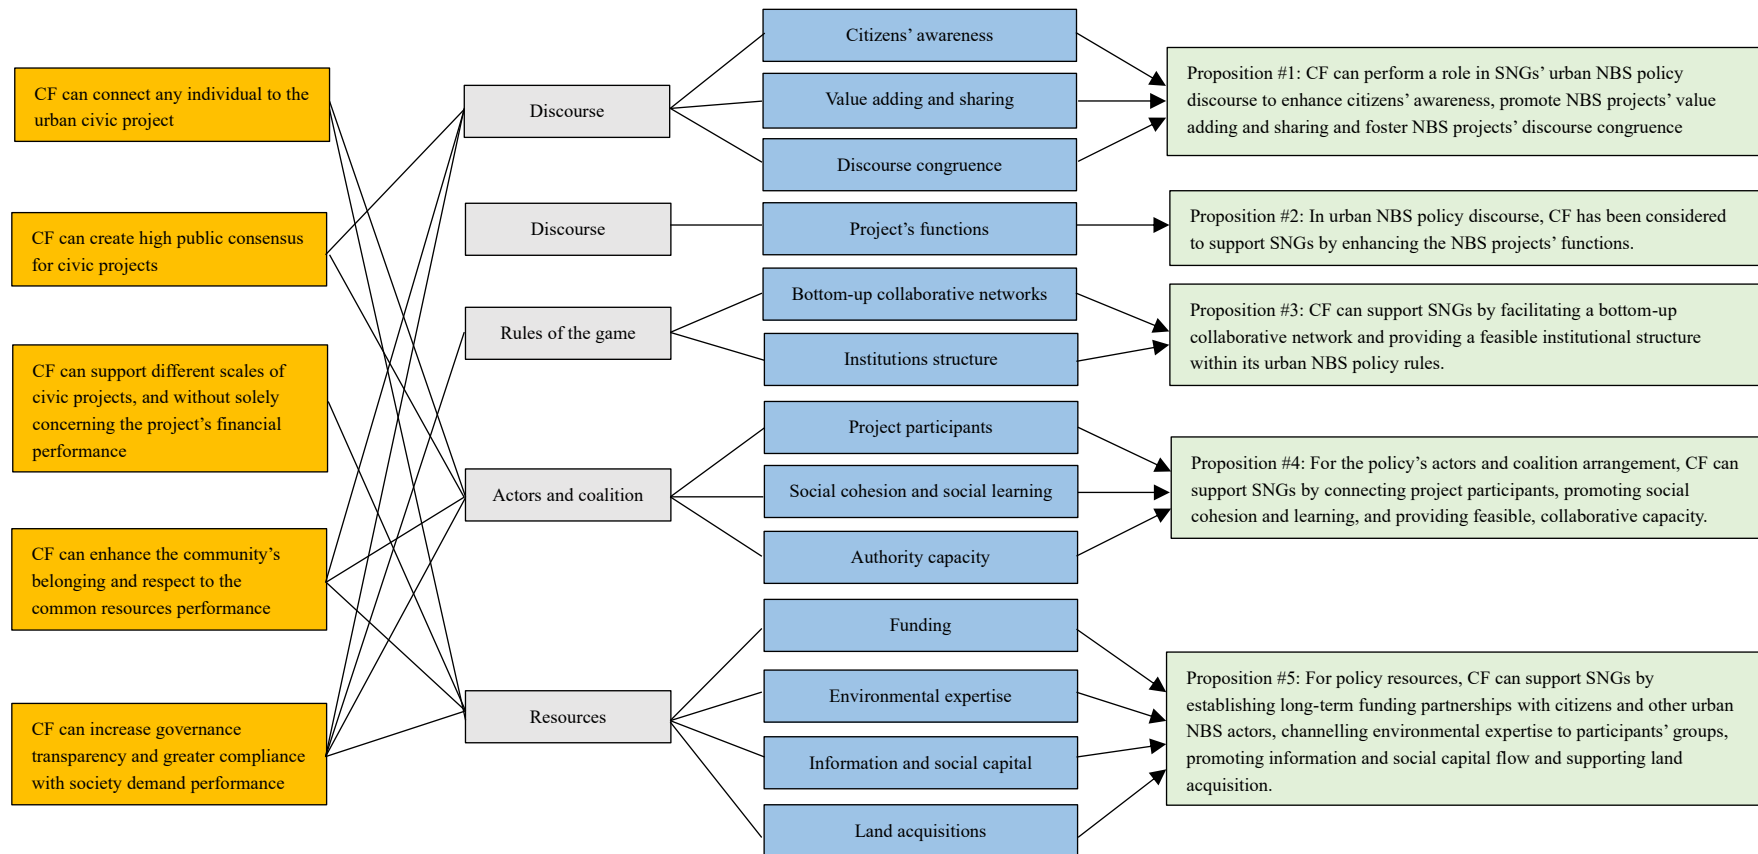 CF can connect any individual to the
urban civic project
CF can create high public consensus
for civic projects
CF can support different scales of
civic projects, and without solely
concerning the project’s financial
performance
CF can enhance the community’s
belonging and respect to the
common resources performance
CF can increase governance
transparency and greater compliance
with society demand performance
Discourse
Discourse
Rules of the game
Actors and coalition
Resources
Citizens’ awareness
Value adding and sharing
Discourse congruence
Project’s functions
Bottom-up collaborative networks
Institutions structure
Project participants
Social cohesion and social learning
Authority capacity
Funding
Environmental expertise
Information and social capital
Land acquisitions
Proposition #1: CF can perform a role in SNGs’ urban NBS policy
discourse to enhance citizens’ awareness, promote NBS projects’ value
adding and sharing and foster NBS projects’ discourse congruence
Proposition #2: In urban NBS policy discourse, CF has been considered
to support SNGs by enhancing the NBS projects’ functions.
Proposition #3: CF can support SNGs by facilitating a bottom-up
collaborative network and providing a feasible institutional structure
within its urban NBS policy rules.
Proposition #4: For the policy’s actors and coalition arrangement, CF can
support SNGs by connecting project participants, promoting social
cohesion and learning, and providing feasible, collaborative capacity.
Proposition #5: For policy resources, CF can support SNGs by
establishing long-term funding partnerships with citizens and other urban
NBS actors, channelling environmental expertise to participants’ groups,
promoting information and social capital flow and supporting land
acquisition.